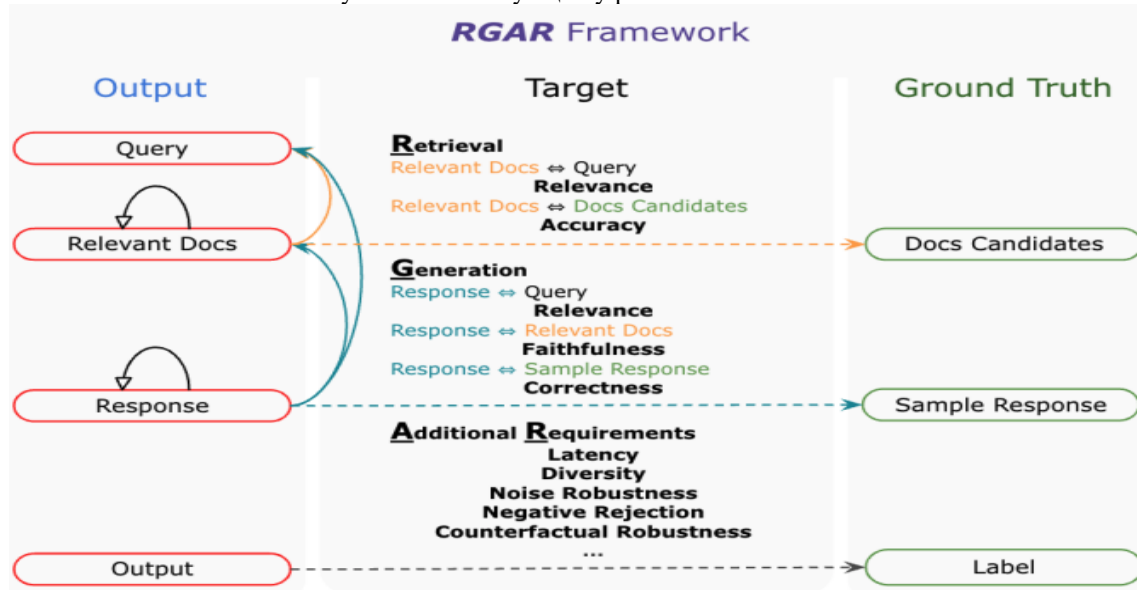 RGAR Framework
Output
Target
Ground Truth
Query
Relevant Docs
Response
Output
Retrieval
Relevant Docs ⇔ Query
Relevance
Relevant Docs ⇔ Docs Candidates
Accuracy
Generation
Response ⇔ Query
Relevance
Response ⇔ Relevant Docs
Faithfulness
Response ⇔ Sample Response
Correctness
Additional Requirements
Latency
Diversity
Noise Robustness
Negative Rejection
Counterfactual Robustness
...
Docs Candidates
Sample Response
Label